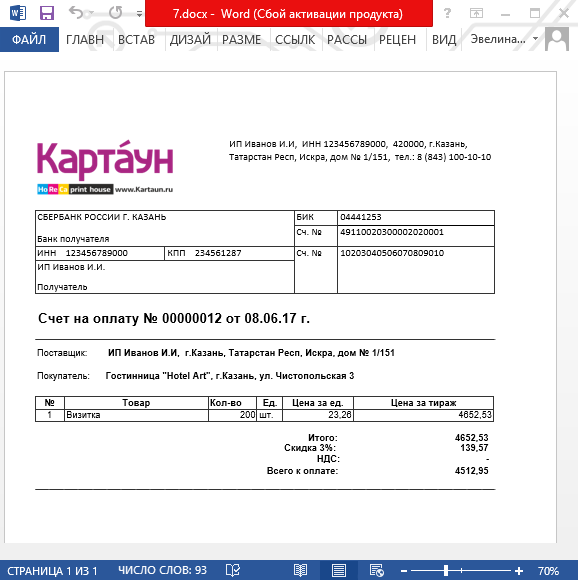 7.docx - Word (Сбой активации продукта)
ФАЙЛ ГЛАВН ВСТАВ ДИЗАЙ РАЗМЕ ССЫЛК РАССЫ РЕЦЕН ВИД Эвелина...
Картаун
HoReCa print house www.Kartaun.ru
ИП Иванов И.И, ИНН 123456789000, 420000, г.Казань,
Татарстан Респ, Искра, дом № 1/151, тел.: 8 (843) 100-10-10
СБЕРБАНК РОССИИ Г. КАЗАНЬ БИК 04441253
Сч. № 49110020300002020001
Банк получателя
ИНН 123456789000 КПП 234561287 Сч. № 10203040506070809010
ИП Иванов И.И.
Получатель
Счет на оплату № 00000012 от 08.06.17 г.
Поставщик: ИП Иванов И.И, г.Казань, Татарстан Респ, Искра, дом № 1/151
Покупатель: Гостинница "Hotel Art", г.Казань, ул. Чистопольская 3
№ Товар Кол-во Ед. Цена за ед. Цена за тираж
1 Визитка 200 шт. 23,26 4652,53
Итого: 4652,53
Скидка 3%: 139,57
НДС: -
Всего к оплате: 4512,95
СТРАНИЦА 1 ИЗ 1 ЧИСЛО СЛОВ: 93 70%